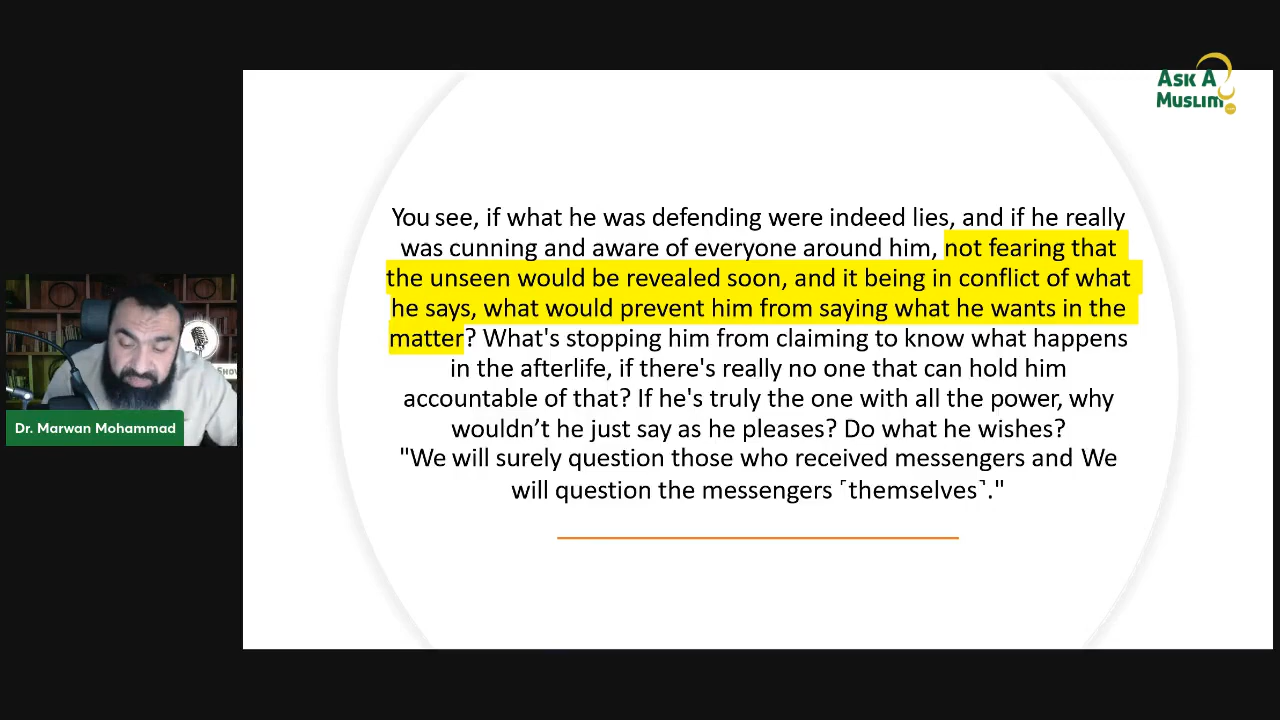 ASK A
MUSLIM
You see, if what he was defending were indeed lies, and if he really
was cunning and aware of everyone around him, not fearing that
the unseen would be revealed soon, and it being in conflict of what
he says, what would prevent him from saying what he wants in the
matter? What's stopping him from claiming to know what happens
in the afterlife, if there's really no one that can hold him
accountable of that? If he's truly the one with all the power, why
wouldn’t he just say as he pleases? Do what he wishes?
"We will surely question those who received messengers and We
will question the messengers ˹themselves˺."
SHOW
Dr. Marwan Mohammad